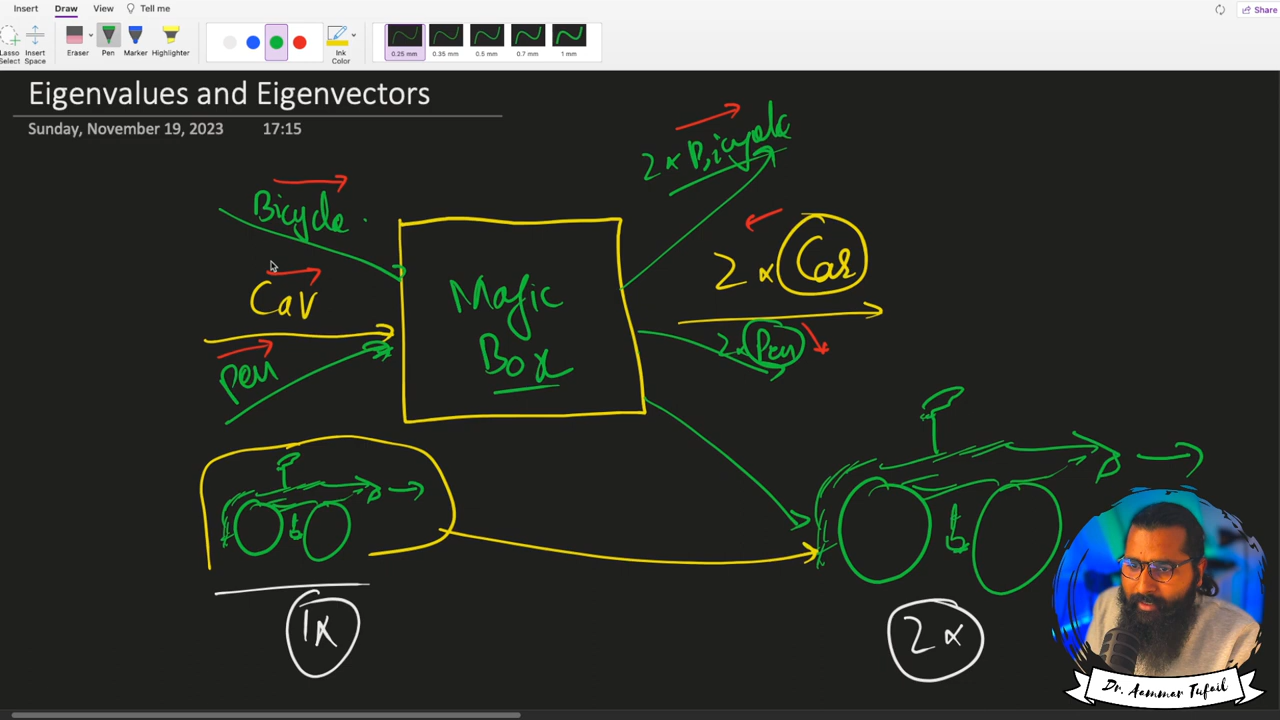 Insert Draw View Tell me
Share
Lasso Select
Insert Space
Eraser
Pen
Marker
Highlighter
Ink Color
0.25 mm
0.35 mm
0.5 mm
0.7 mm
1 mm
Eigenvalues and Eigenvectors
Sunday, November 19, 2023 17:15
2 x Bicycle
Bicycle
2 x Car
Car
Magic
Box
2 x Pen
Pen
1x
2x
Dr. Aammar Tufail